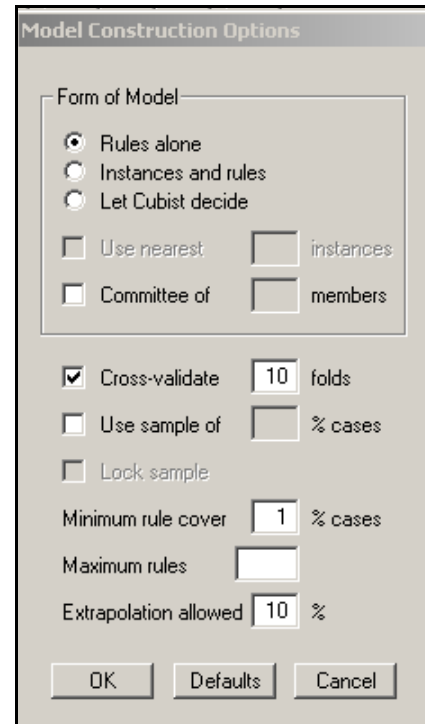 Model Construction Options
Form of Model
Rules alone
Instances and rules
Let Cubist decide
Use nearest instances
Committee of members
Cross-validate 10 folds
Use sample of % cases
Lock sample
Minimum rule cover 1 % cases
Maximum rules
Extrapolation allowed 10 %
OK Defaults Cancel